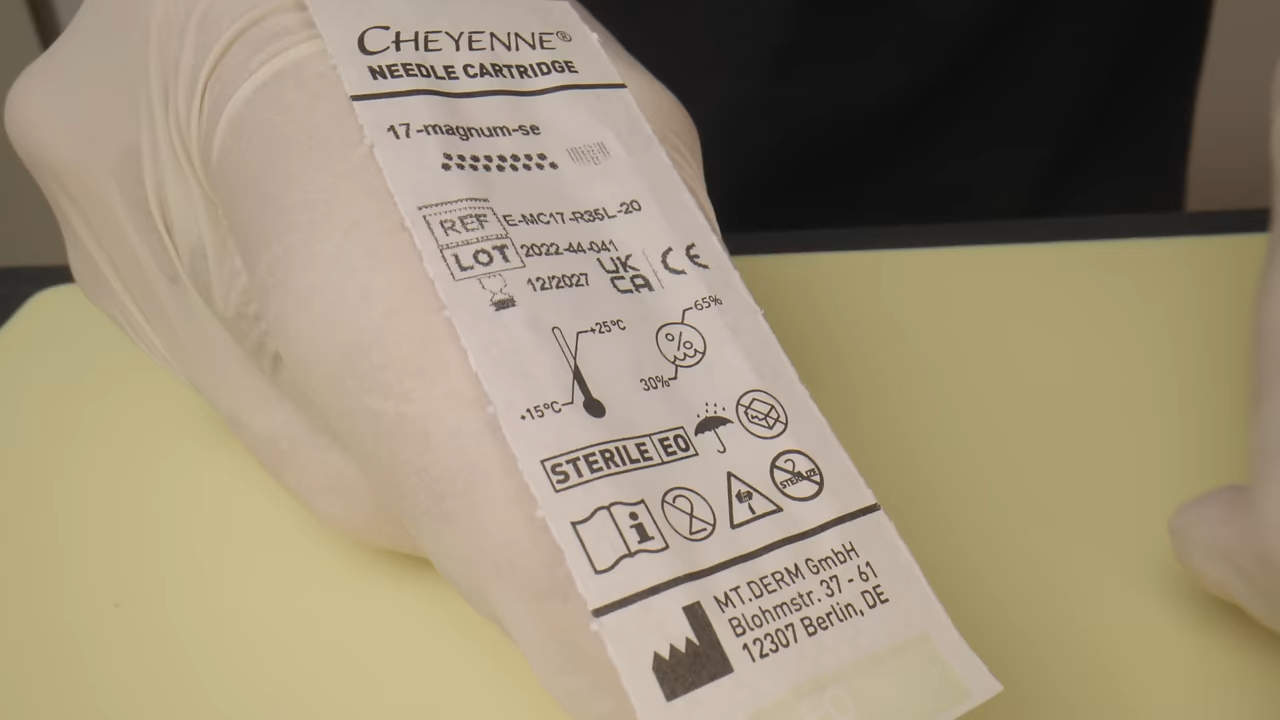 CHEYENNE®
NEEDLE CARTRIDGE
17-magnum-se
REF E-MC17-R35L-20
LOT 2022-44-041
12/2027 UK CA CE
+25°C 65%
+15°C 30%
STERILE EO
i 2 STERILIZE
MT.DERM GmbH
Blohmstr. 37 - 61
12307 Berlin, DE